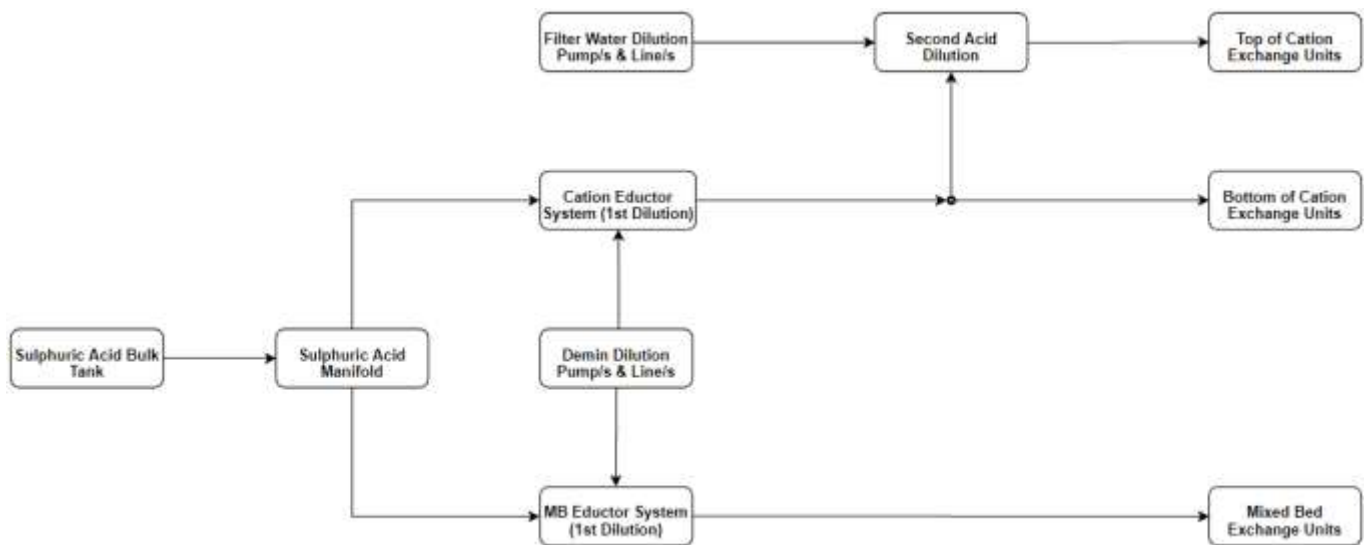 Filter Water Dilution
Pump/s & Line/s
Second Acid
Dilution
Top of Cation
Exchange Units
Cation Eductor
System (1st Dilution)
Bottom of Cation
Exchange Units
Sulphuric Acid Bulk
Tank
Sulphuric Acid
Manifold
Demin Dilution
Pump/s & Line/s
MB Eductor System
(1st Dilution)
Mixed Bed
Exchange Units